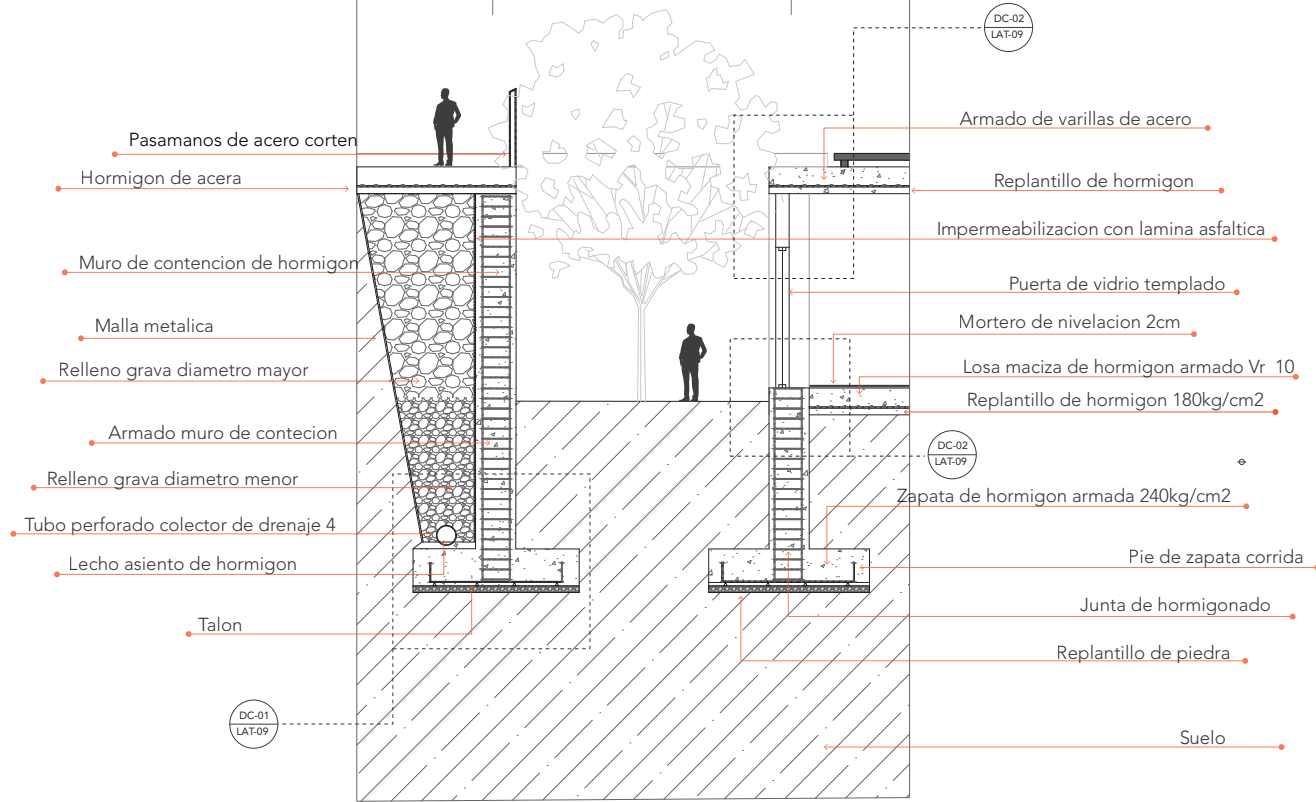 DC-02
LAT-09
Pasamanos de acero corten
Hormigon de acera
Muro de contencion de hormigon
Malla metalica
Relleno grava diametro mayor
Armado muro de contecion
Relleno grava diametro menor
Tubo perforado colector de drenaje 4
Lecho asiento de hormigon
Talon
DC-01
LAT-09
Armado de varillas de acero
Replantillo de hormigon
Impermeabilizacion con lamina asfaltica
Puerta de vidrio templado
Mortero de nivelacion 2cm
Losa maciza de hormigon armado Vr 10
Replantillo de hormigon 180kg/cm2
DC-02
LAT-09
Zapata de hormigon armada 240kg/cm2
Pie de zapata corrida
Junta de hormigonado
Replantillo de piedra
Suelo